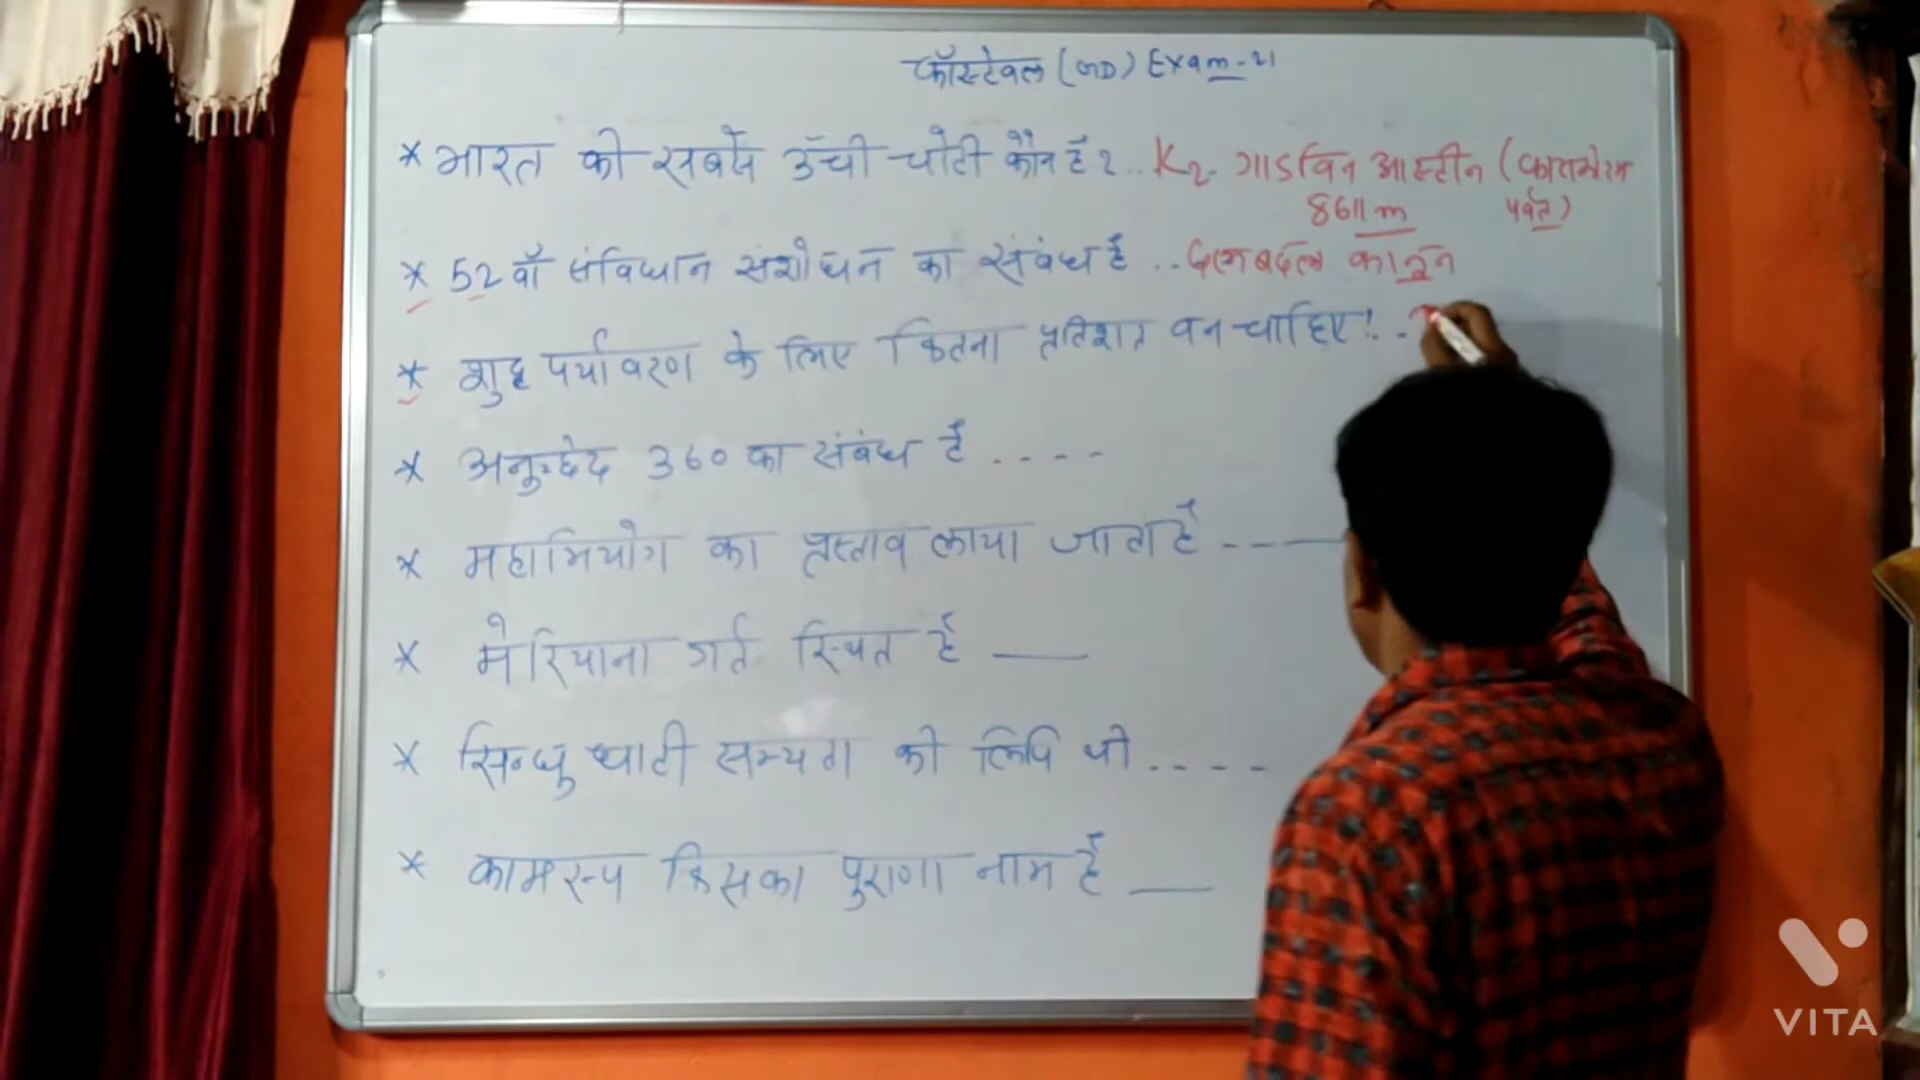 कॉस्टेबल (GD) Exam-21
* भारत की सबसे ऊँची चोटी कौन है? .. K2- गाडविन आस्टीन (काराकोरम
8611 m पर्वत)
* 52 वाँ संविधान संशोधन का संबंध है .. दलबदल कानून
* शुद्ध पर्यावरण के लिए कितना प्रतिशत वन चाहिए! ..
* अनुच्छेद 360 का संबंध है ....
* महाभियोग का प्रस्ताव लाया जाता है ---
* मेरियाना गर्त स्थित है —
* सिन्धु घाटी सभ्यता की लिपि थी ....
* कामरूप किसका पुराणा नाम है —
VITA